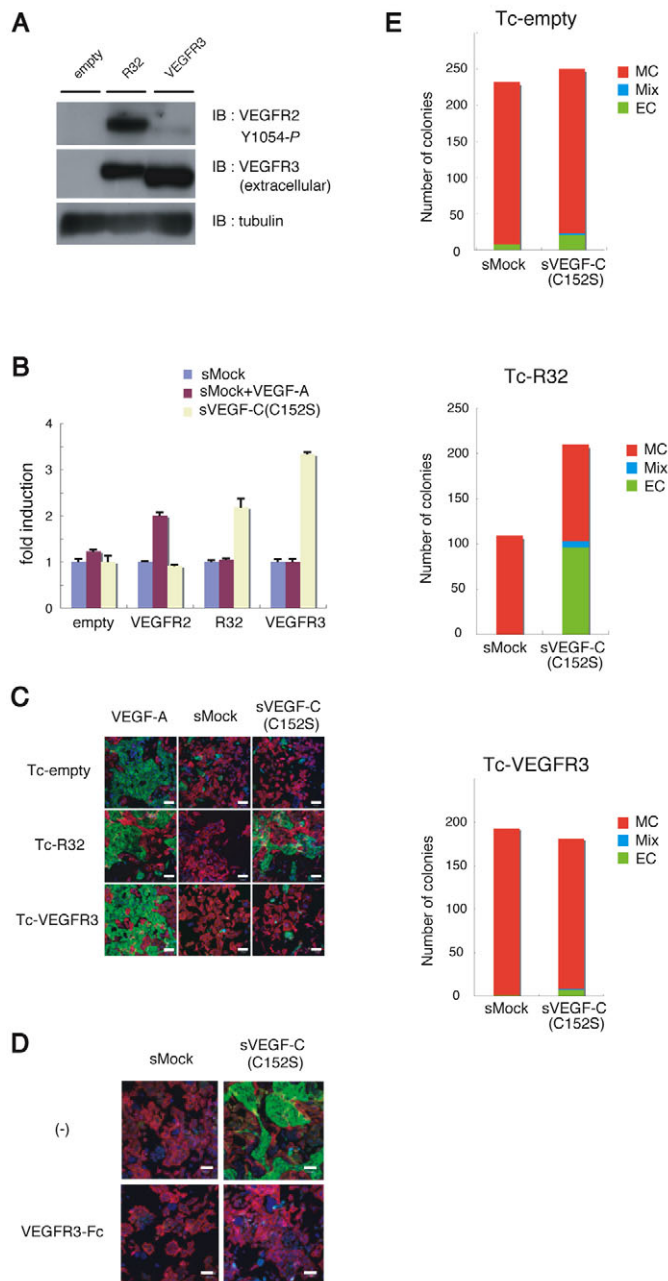 A
empty
R32
VEGFR3
IB : VEGFR2
Y1054-P
IB : VEGFR3
(extracellular)
IB : tubulin
B
sMock
sMock+VEGF-A
sVEGF-C(C152S)
fold induction
4
3
2
1
0
empty
VEGFR2
R32
VEGFR3
C
VEGF-A
sMock
sVEGF-C
(C152S)
Tc-empty
Tc-R32
Tc-VEGFR3
D
sMock
sVEGF-C
(C152S)
(-)
VEGFR3-Fc
E
Tc-empty
Number of colonies
250
200
150
100
50
0
MC
Mix
EC
sMock
sVEGF-C
(C152S)
Tc-R32
Number of colonies
250
200
150
100
50
0
MC
Mix
EC
sMock
sVEGF-C
(C152S)
Tc-VEGFR3
Number of colonies
200
150
100
50
0
MC
Mix
EC
sMock
sVEGF-C
(C152S)